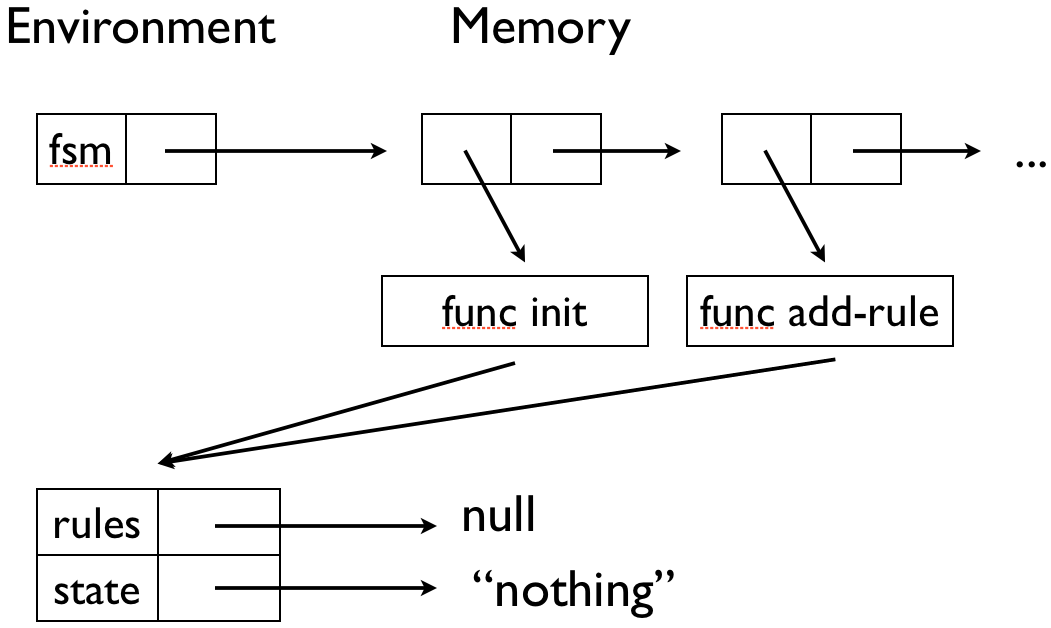 Environment Memory
fsm
...
func init func add-rule
rules
null
state
“nothing”